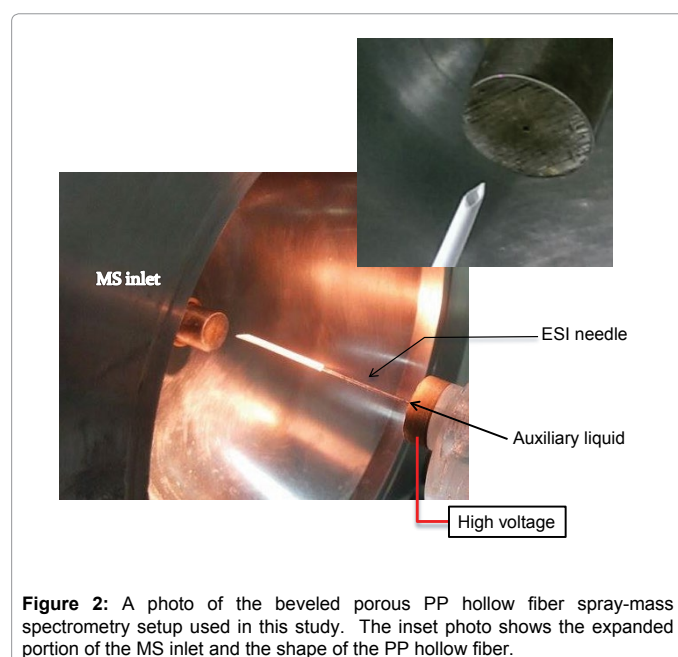 MS inlet
ESI needle
Auxiliary liquid
High voltage
Figure 2: A photo of the beveled porous PP hollow fiber spray-mass
spectrometry setup used in this study. The inset photo shows the expanded
portion of the MS inlet and the shape of the PP hollow fiber.